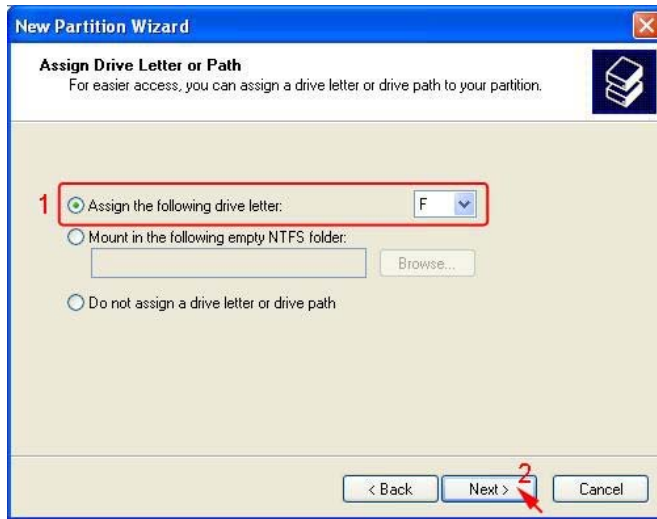 New Partition Wizard
Assign Drive Letter or Path
For easier access, you can assign a drive letter or drive path to your partition.
1
Assign the following drive letter:
F
Mount in the following empty NTFS folder:
Browse...
Do not assign a drive letter or drive path
2
< Back
Next >
Cancel